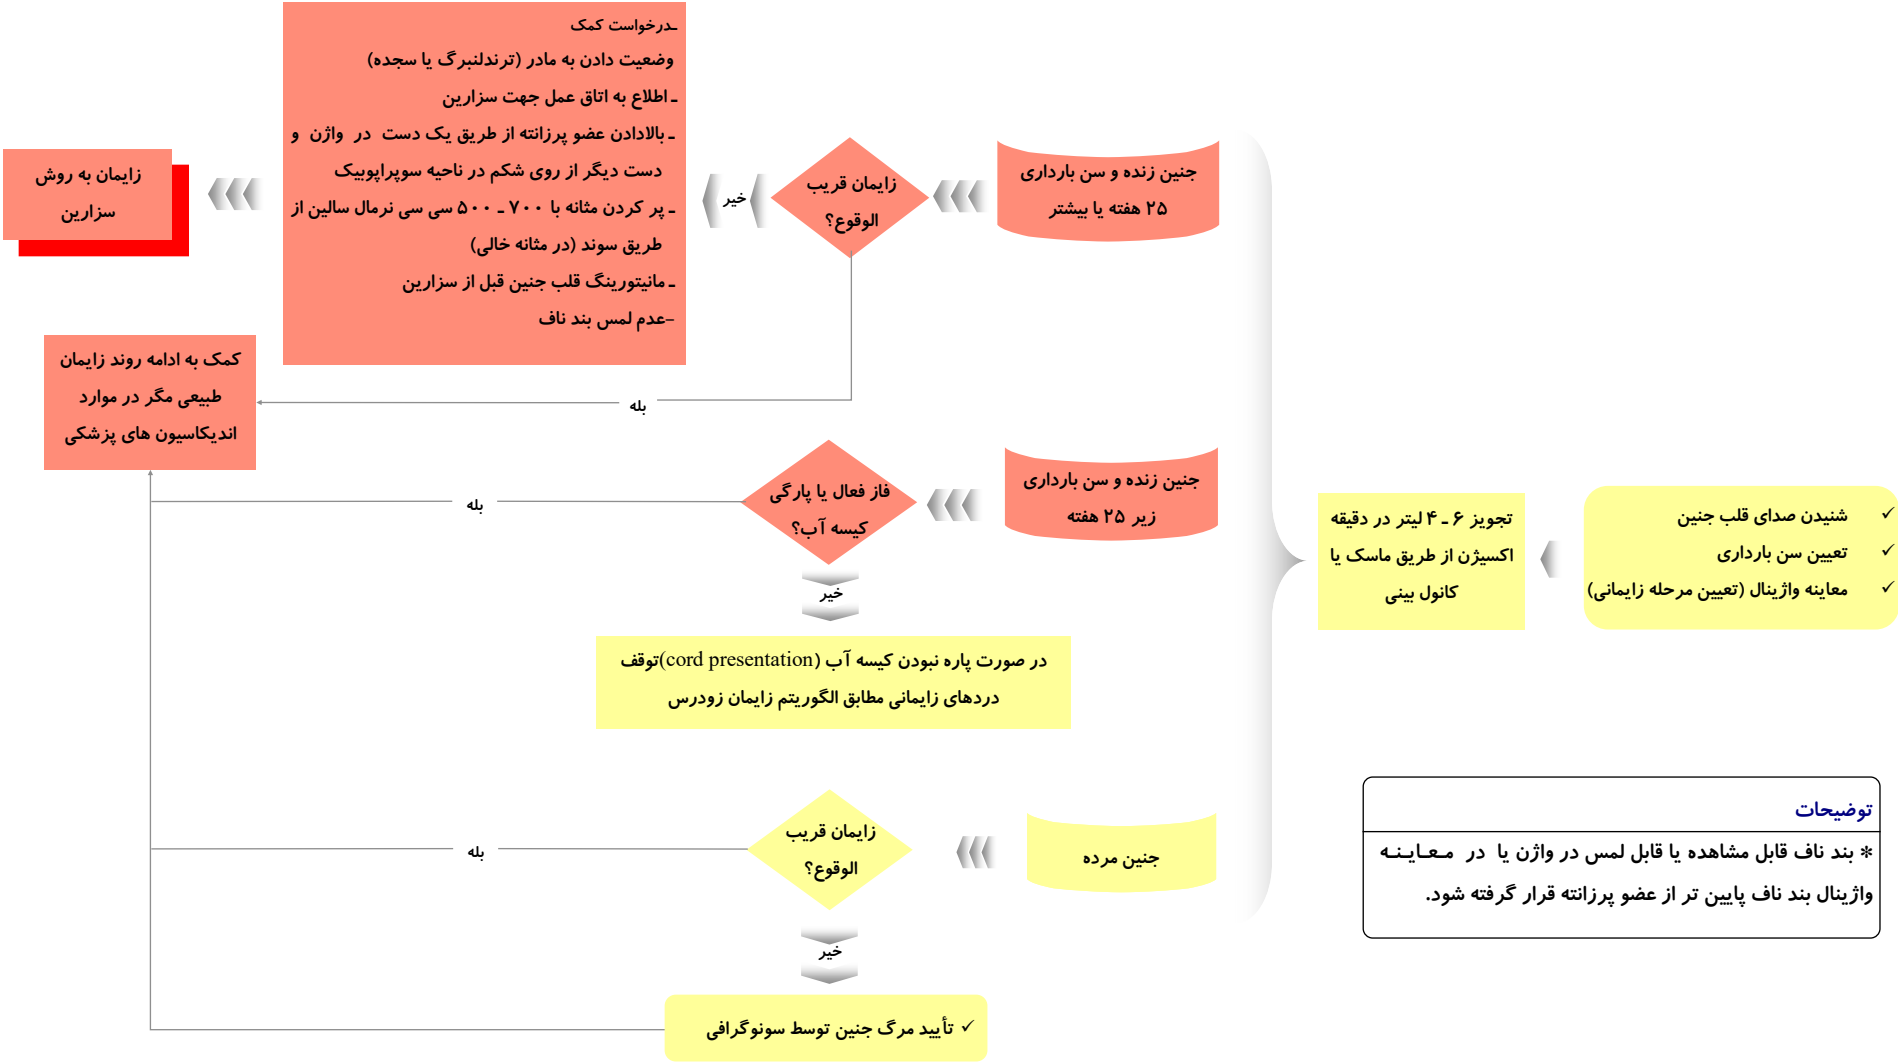 شنیدن صدای قلب جنین ✓
تعیین سن بارداری ✓
معاینه واژینال (تعیین مرحله زایمانی) ✓
تجویز ۶ ـ ۴ لیتر در دقیقه
اکسیژن از طریق ماسک یا
کانول بینی
جنین زنده و سن بارداری
۲۵ هفته یا بیشتر
زایمان قریب
الوقوع؟
خیر
ـدرخواست کمک
وضعیت دادن به مادر (ترندلنبرگ یا سجده)
ـ اطلاع به اتاق عمل جهت سزارین
ـ بالادادن عضو پرزانته از طریق یک دست در واژن و
دست دیگر از روی شکم در ناحیه سوپراپوبیک
ـ پر کردن مثانه با ۷۰۰ ـ ۵۰۰ سی سی نرمال سالین از
طریق سوند (در مثانه خالی)
ـ مانیتورینگ قلب جنین قبل از سزارین
–عدم لمس بند ناف
زایمان به روش
سزارین
بله
کمک به ادامه روند زایمان
طبیعی مگر در موارد
اندیکاسیون های پزشکی
جنین زنده و سن بارداری
زیر ۲۵ هفته
فاز فعال یا پارگی
کیسه آب؟
بله
خیر
در صورت پاره نبودن کیسه آب (cord presentation)توقف
دردهای زایمانی مطابق الگوریتم زایمان زودرس
جنین مرده
زایمان قریب
الوقوع؟
بله
خیر
✓ تأیید مرگ جنین توسط سونوگرافی
توضیحات
* بند ناف قابل مشاهده یا قابل لمس در واژن یا در معاینه
واژینال بند ناف پایین تر از عضو پرزانته قرار گرفته شود.